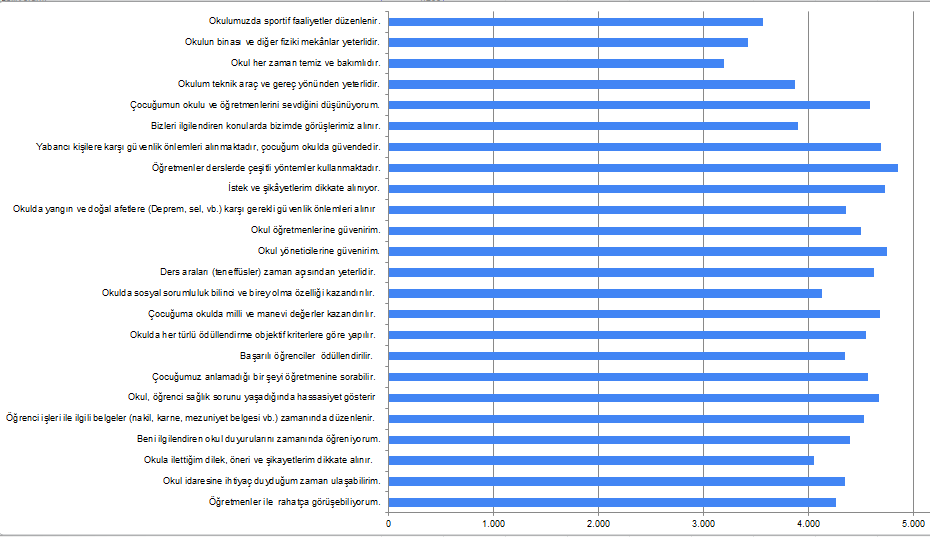 Okulumuzda sportif faaliyetler düzenlenir.
Okulun binası ve diğer fiziki mekânlar yeterlidir.
Okul her zaman temiz ve bakımlıdır.
Okulum teknik araç ve gereç yönünden yeterlidir.
Çocuğumun okulu ve öğretmenlerini sevdiğini düşünüyorum.
Bizleri ilgilendiren konularda bizimde görüşlerimiz alınır.
Yabancı kişilere karşı güvenlik önlemleri alınmaktadır, çocuğum okulda güvendedir.
Öğretmenler derslerde çeşitli yöntemler kullanmaktadır.
İstek ve şikâyetlerim dikkate alınıyor.
Okulda yangın ve doğal afetlere (Deprem, sel, vb.) karşı gerekli güvenlik önlemleri alınır
Okul öğretmenlerine güvenirim.
Okul yöneticilerine güvenirim.
Ders araları (teneffüsler) zaman açısından yeterlidir.
Okulda sosyal sorumluluk bilinci ve birey olma özelliği kazandırılır.
Çocuğuma okulda milli ve manevi değerler kazandırılır.
Okulda her türlü ödüllendirme objektif kriterlere göre yapılır.
Başarılı öğrenciler ödüllendirilir.
Çocuğumuz anlamadığı bir şeyi öğretmenine sorabilir.
Okul, öğrenci sağlık sorunu yaşadığında hassasiyet gösterir
Öğrenci işleri ile ilgili belgeler (nakil, karne, mezuniyet belgesi vb.) zamanında düzenlenir.
Beni ilgilendiren okul duyurularını zamanında öğreniyorum.
Okula ilettiğim dilek, öneri ve şikayetlerim dikkate alınır.
Okul idaresine ihtiyaç duyduğum zaman ulaşabilirim.
Öğretmenler ile rahatça görüşebiliyorum.
0 1.000 2.000 3.000 4.000 5.000